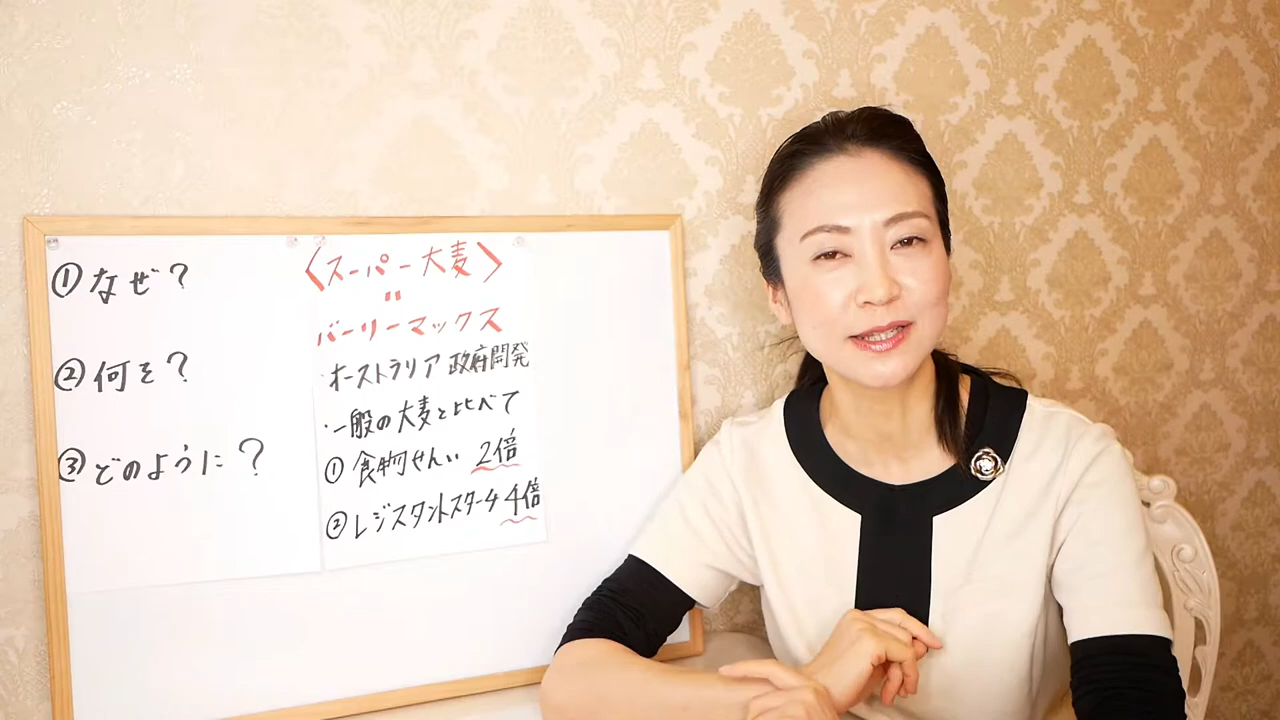 ①なぜ?
②何を?
③どのように?
〈スーパー大麦〉
=
バーリーマックス
・オーストラリア政府開発
・一般の大麦と比べて
①食物せんい 2倍
②レジスタントスターチ4倍